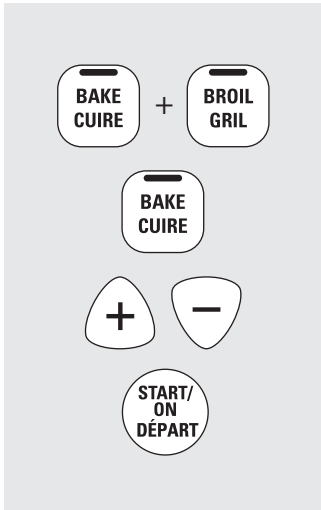 BAKE
CUIRE
+
BROIL
GRIL
BAKE
CUIRE
+ −
START/
ON
DÉPART